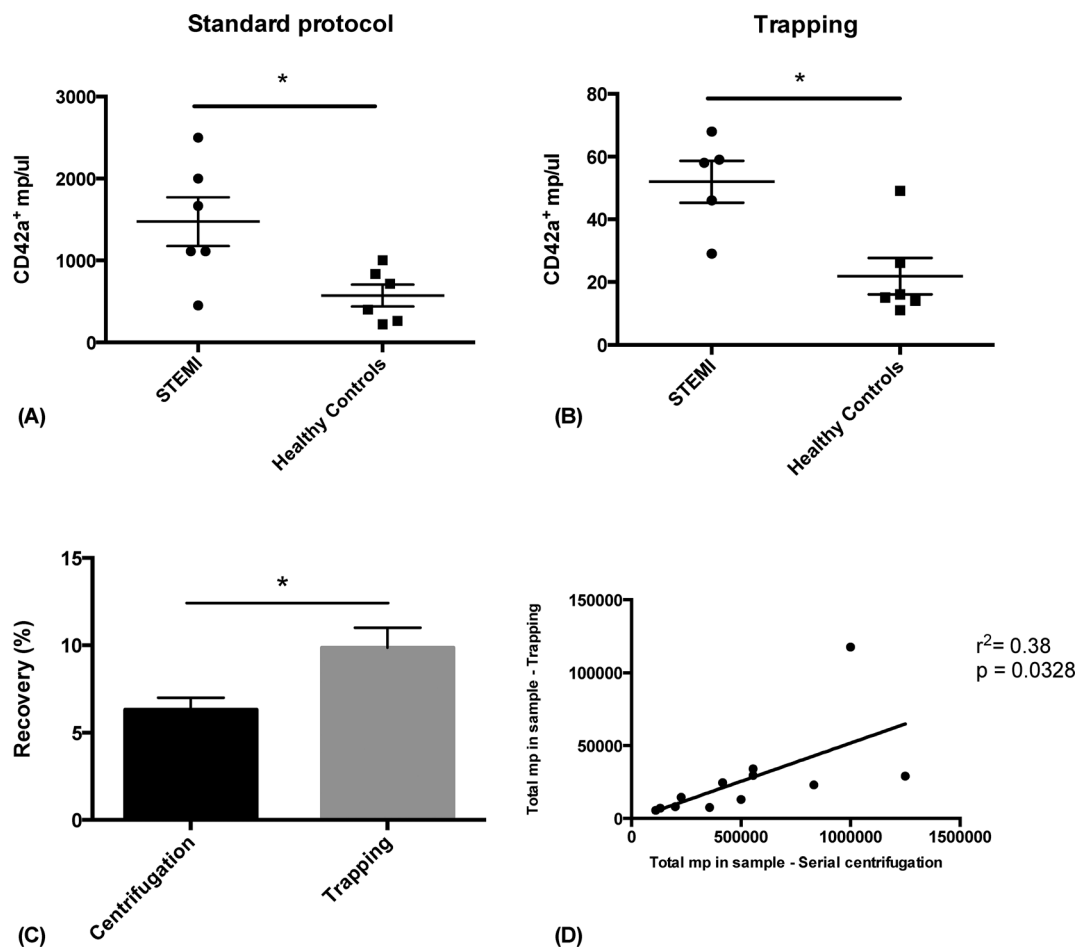 Standard protocol
*
CD42a⁺ mp/ul
3000
2000
1000
0
STEMI
Healthy Controls
(A)
Trapping
*
CD42a⁺ mp/ul
80
60
40
20
0
STEMI
Healthy Controls
(B)
*
Recovery (%)
15
10
5
0
Centrifugation
Trapping
(C)
Total mp in sample - Trapping
150000
100000
50000
0
0
500000
1000000
1500000
Total mp in sample - Serial centrifugation
r²= 0.38
p = 0.0328
(D)